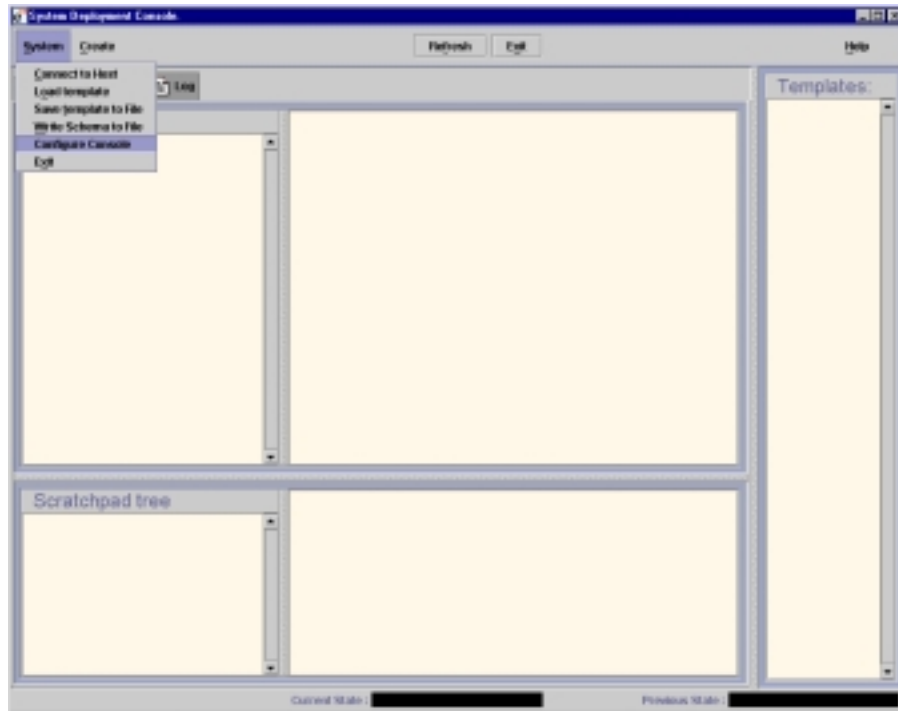 System Deployment Console
System Create Refresh Exit Help
Connect to Host
Load template
Save template to File
Write Schema to File
Configure Console
Exit
Log
Templates:
Scratchpad tree
Current State :
Previous State :